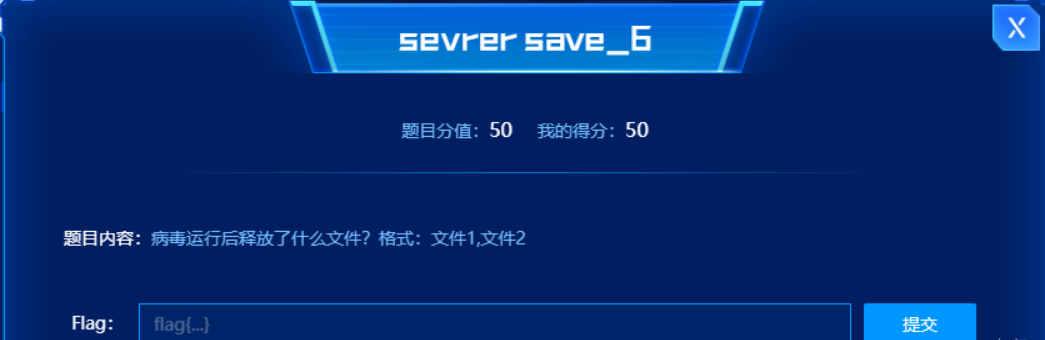 sevrer save_6
X
题目分值：50 我的得分：50
题目内容：病毒运行后释放了什么文件？格式：文件1,文件2
Flag： flag{...} 提交